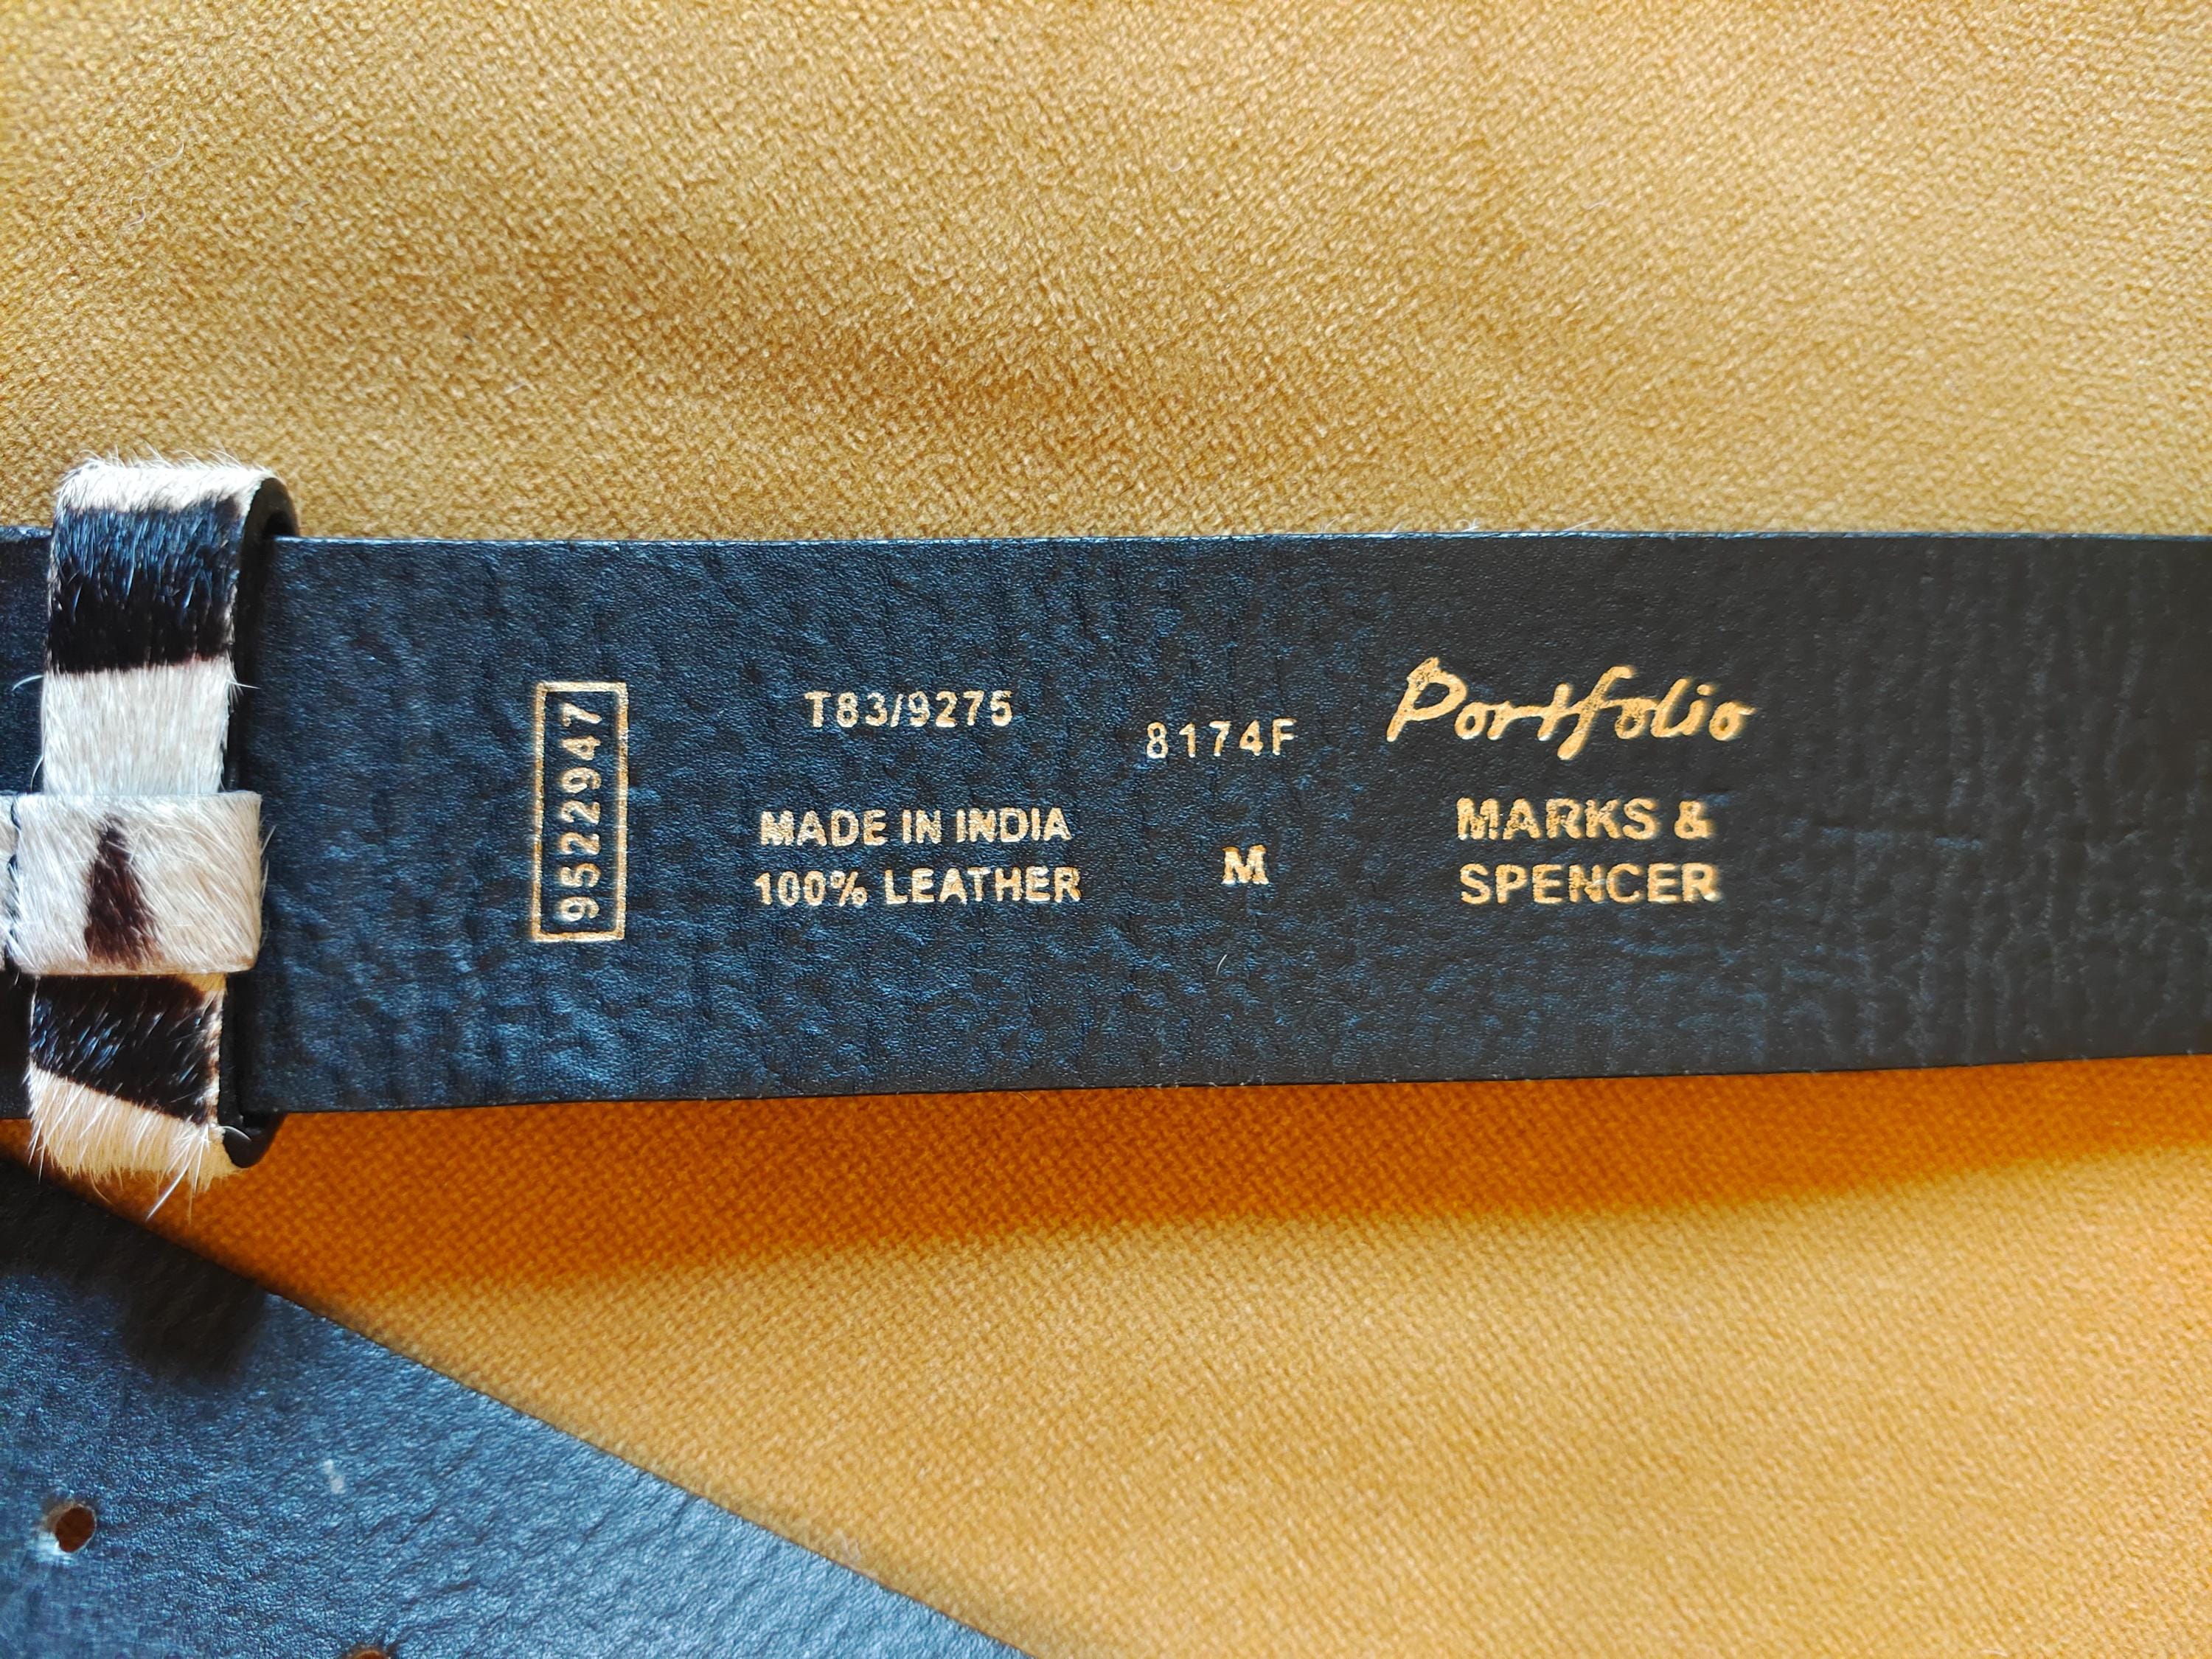 9522947
T83/9275
MADE IN INDIA
100% LEATHER
8174F
M
Portfolio
MARKS &
SPENCER